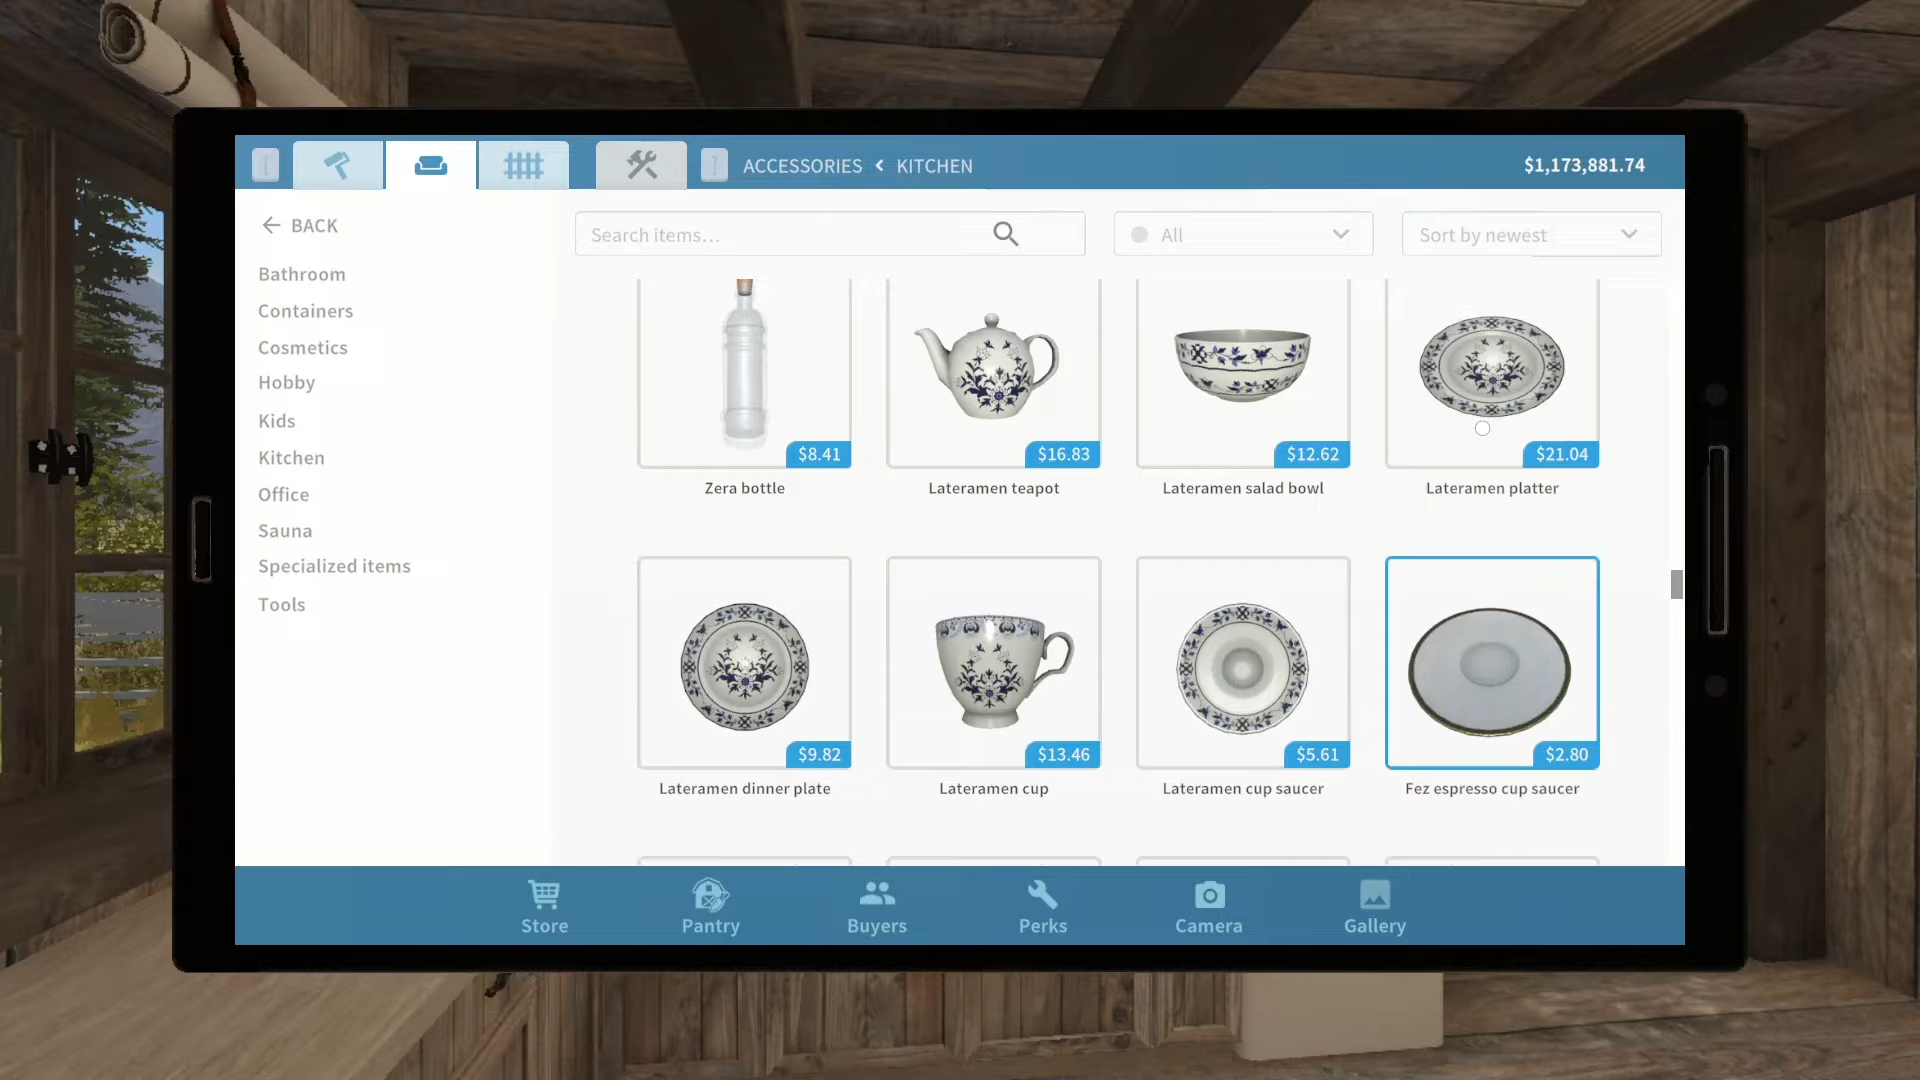 ACCESSORIES < KITCHEN
$1,173,881.74
BACK
Search items...
All
Sort by newest
Bathroom
Containers
Cosmetics
Hobby
Kids
Kitchen
Office
Sauna
Specialized items
Tools
$8.41
$16.83
$12.62
$21.04
Zera bottle
Lateramen teapot
Lateramen salad bowl
Lateramen platter
$9.82
$13.46
$5.61
$2.80
Lateramen dinner plate
Lateramen cup
Lateramen cup saucer
Fez espresso cup saucer
Store
Pantry
Buyers
Perks
Camera
Gallery